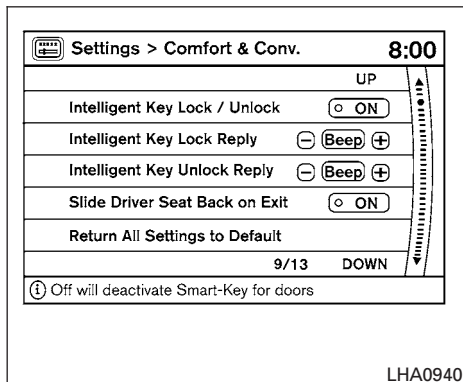 Settings > Comfort & Conv. 8:00
UP
Intelligent Key Lock / Unlock ON
Intelligent Key Lock Reply − Beep +
Intelligent Key Unlock Reply − Beep +
Slide Driver Seat Back on Exit ON
Return All Settings to Default
9/13 DOWN
i Off will deactivate Smart-Key for doors
LHA0940